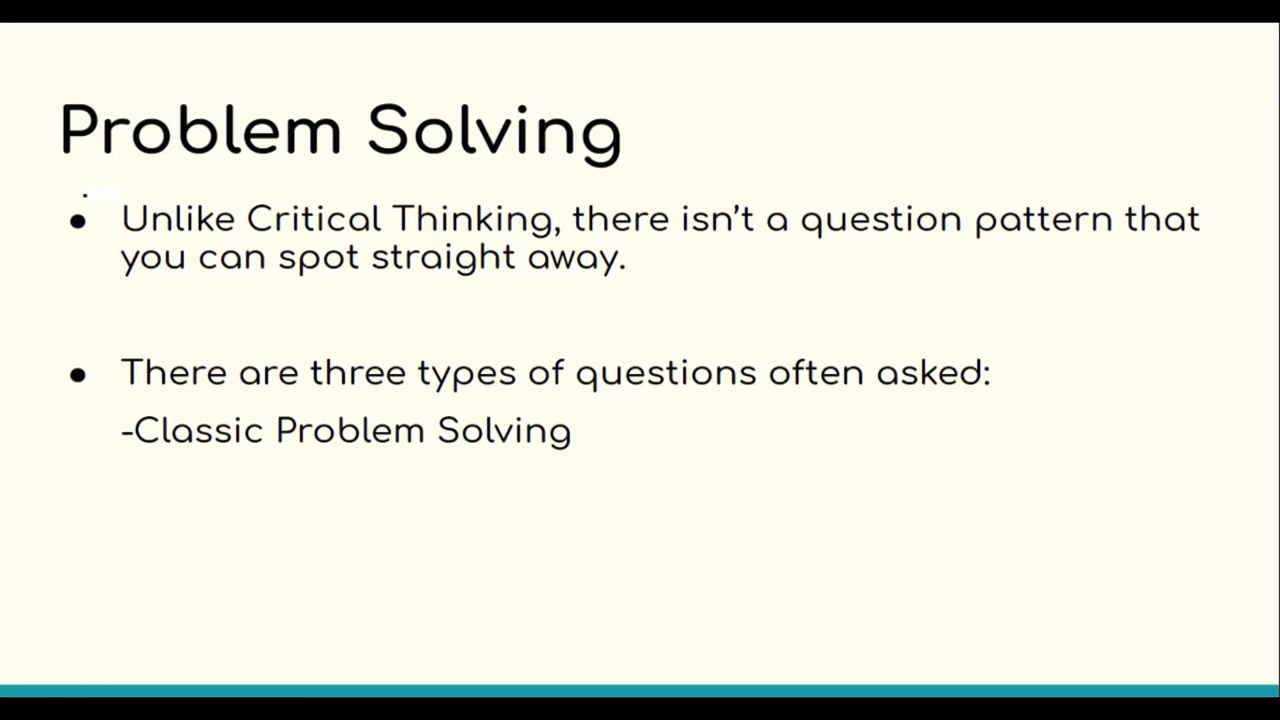 Problem Solving
● Unlike Critical Thinking, there isn't a question pattern that
you can spot straight away.
● There are three types of questions often asked:
-Classic Problem Solving